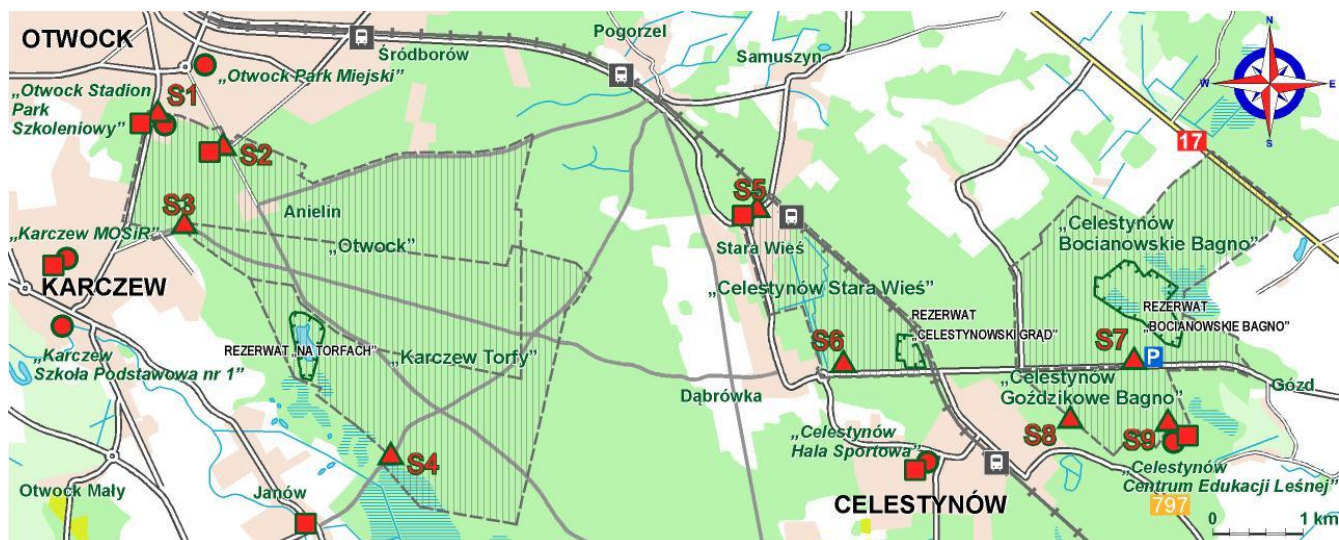 OTWOCK
Śródborów
Pogorzel
Samuszyn
N
W
E
S
17
„Otwock Park Miejski”
„Otwock Stadion
Park
Szkoleniowy”
S1
S2
S3
Anielin
„Otwock”
„Karczew MOSiR”
KARCZEW
„Karczew
Szkoła Podstawowa nr 1”
REZERWAT „NA TORFACH”
„Karczew Torfy”
S4
Otwock Mały
Janów
S5
Stara Wieś
„Celestynów Stara Wieś”
S6
REZERWAT
„CELESTYNOWSKI GRĄD”
Dąbrówka
„Celestynów
Hala Sportowa”
CELESTYNÓW
„Celestynów
Bocianowskie Bagno”
REZERWAT
„BOCIANOWSKIE BAGNO”
S7
P
Gózd
„Celestynów
Goździkowe Bagno”
S8
S9
„Celestynów
Centrum Edukacji Leśnej”
797
0 1 km